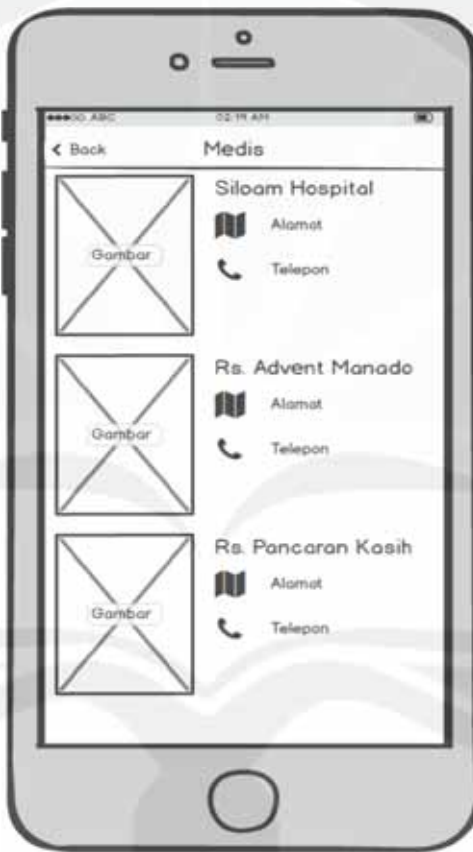 ABC 02:19 AM
< Back Medis
Siloam Hospital
Gambar
Alamat
Telepon
Rs. Advent Manado
Gambar
Alamat
Telepon
Rs. Pancaran Kasih
Gambar
Alamat
Telepon